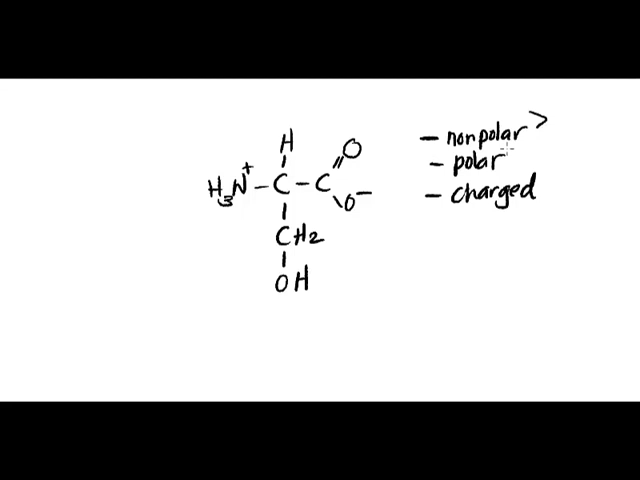 H
O
H3N+ - C - C
O-
CH2
OH
- nonpolar >
- polar
- charged